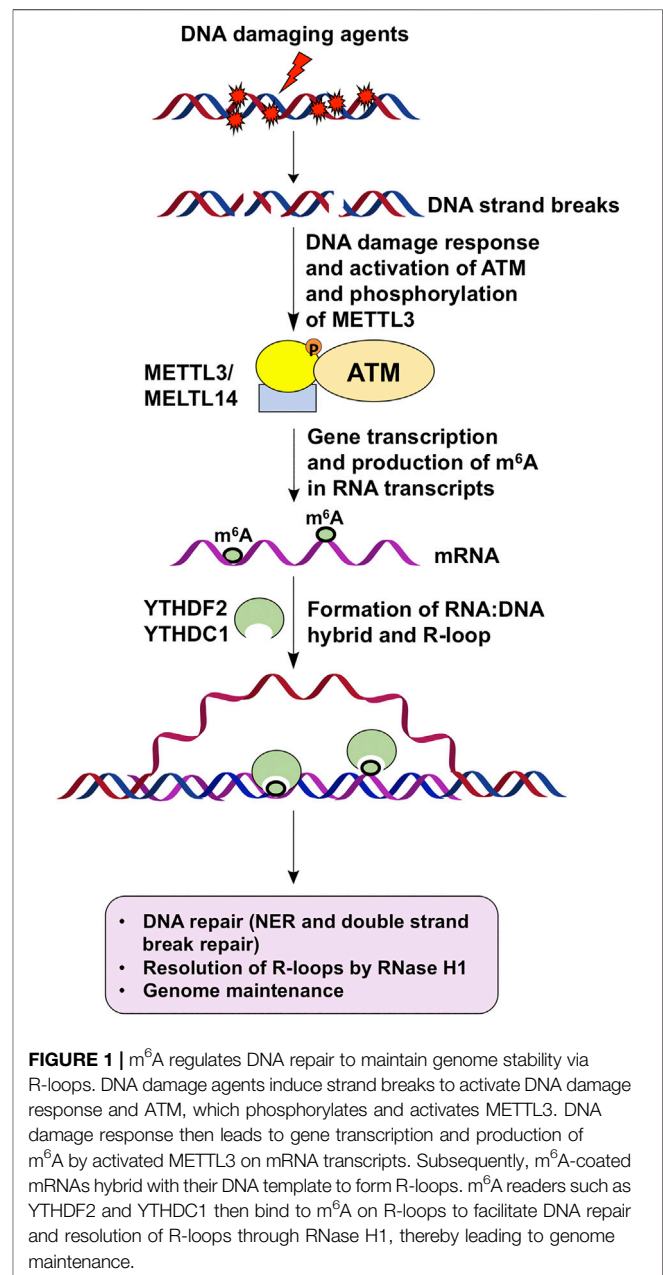 DNA damaging agents
DNA strand breaks
DNA damage response
and activation of ATM
and phosphorylation
of METTL3
P
ATM
METTL3/
MELTL14
Gene transcription
and production of m⁶A
in RNA transcripts
m⁶A
m⁶A
mRNA
YTHDF2
YTHDC1
Formation of RNA:DNA
hybrid and R-loop
• DNA repair (NER and double strand
break repair)
• Resolution of R-loops by RNase H1
• Genome maintenance
FIGURE 1 | m⁶A regulates DNA repair to maintain genome stability via
R-loops. DNA damage agents induce strand breaks to activate DNA damage
response and ATM, which phosphorylates and activates METTL3. DNA
damage response then leads to gene transcription and production of
m⁶A by activated METTL3 on mRNA transcripts. Subsequently, m⁶A-coated
mRNAs hybrid with their DNA template to form R-loops. m⁶A readers such as
YTHDF2 and YTHDC1 then bind to m⁶A on R-loops to facilitate DNA repair
and resolution of R-loops through RNase H1, thereby leading to genome
maintenance.